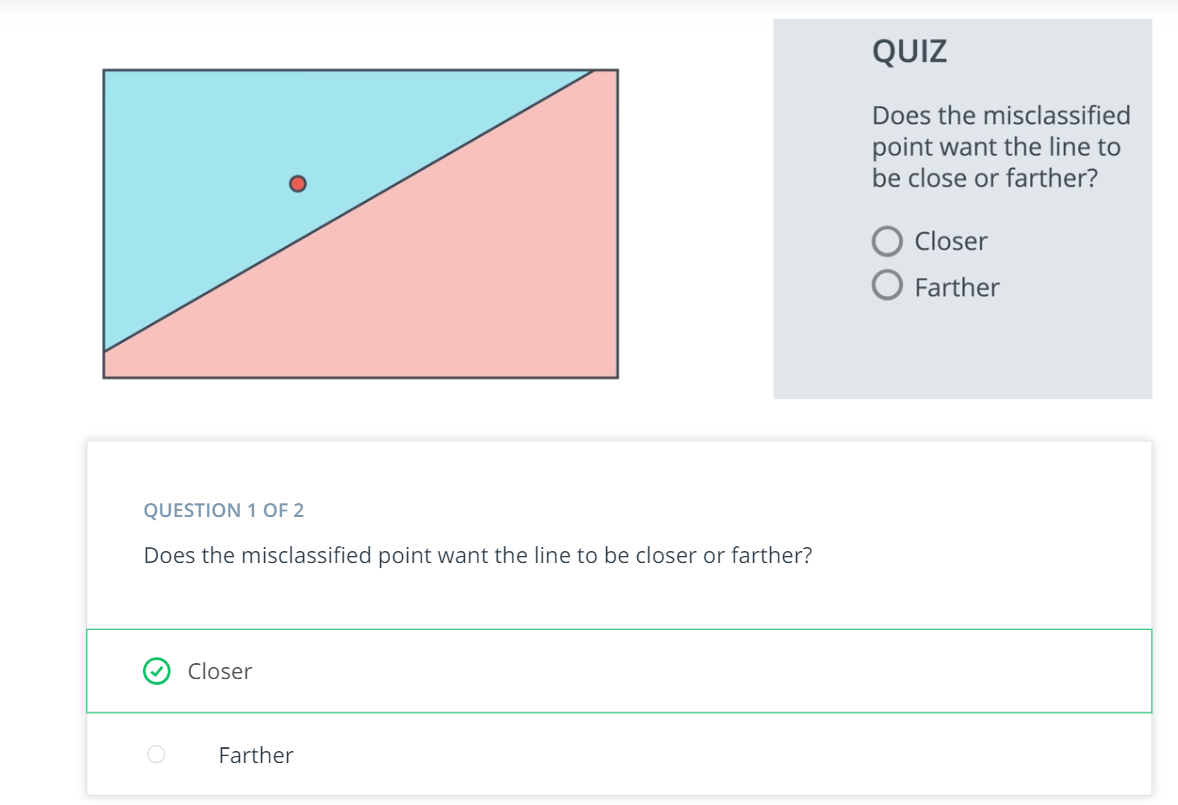 QUIZ
Does the misclassified
point want the line to
be close or farther?
Closer
Farther
QUESTION 1 OF 2
Does the misclassified point want the line to be closer or farther?
Closer
Farther